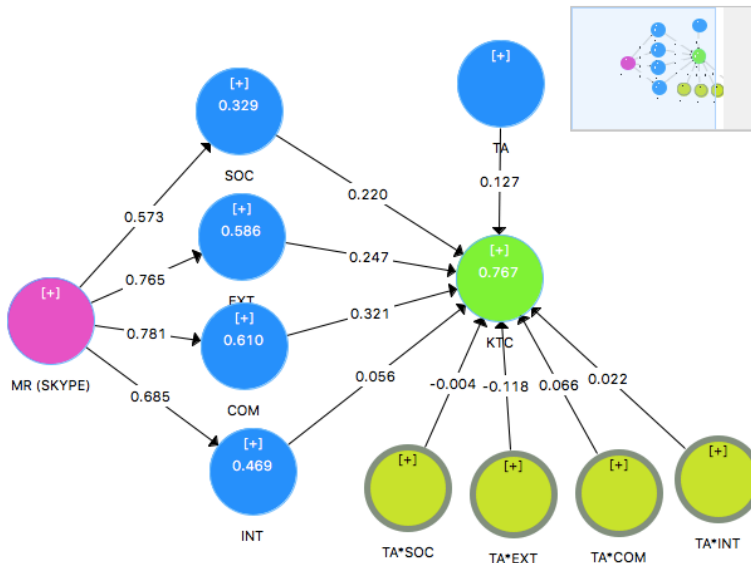 [+]
0.329
SOC
[+]
TA
0.127
0.573
0.220
[+]
0.586
EXT
0.765
0.247
[+]
0.767
KTC
[+]
MR (SKYPE)
0.781
[+]
0.610
COM
0.321
0.685
0.056
[+]
0.469
INT
-0.004
-0.118
0.066
0.022
[+]
TA*SOC
[+]
TA*EXT
[+]
TA*COM
[+]
TA*INT